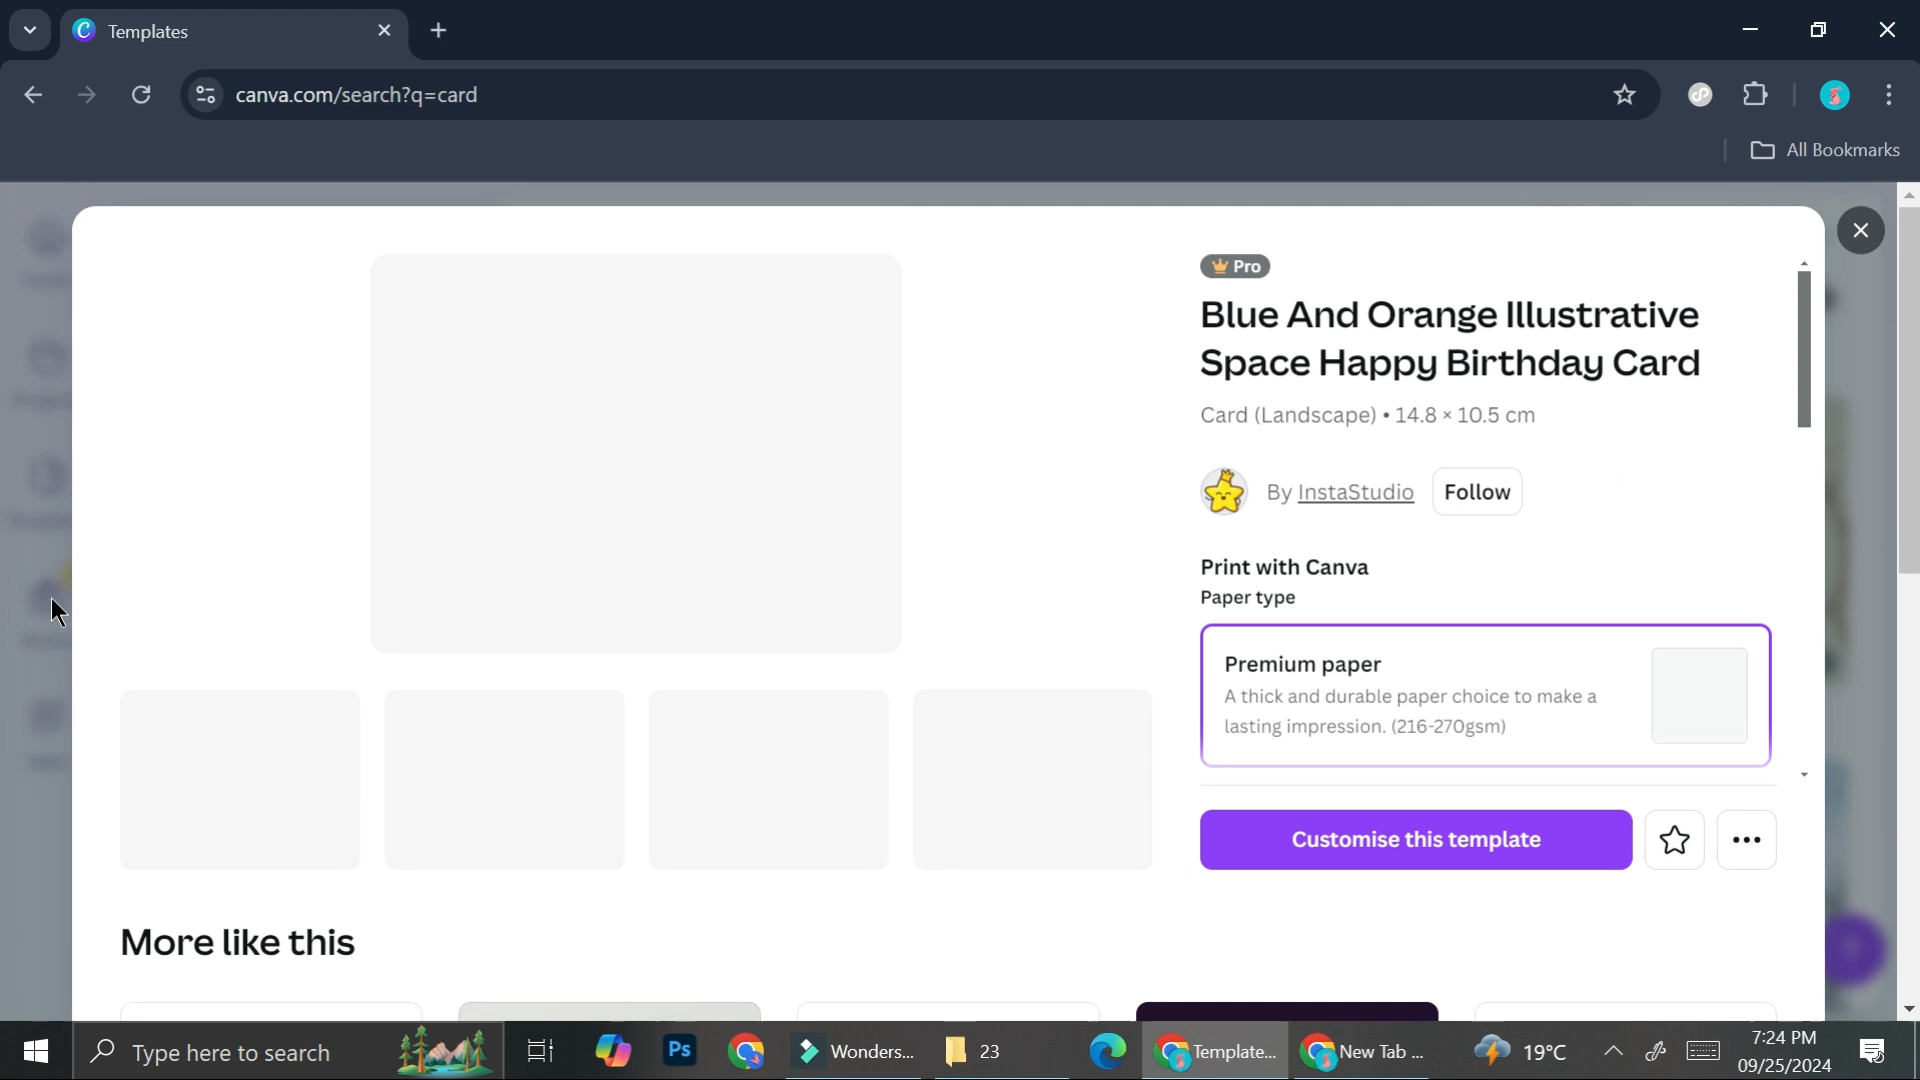 Templates
canva.com/search?q=card
All Bookmarks
Pro
Blue And Orange Illustrative
Space Happy Birthday Card
Card (Landscape) • 14.8 × 10.5 cm
By InstaStudio
Follow
Print with Canva
Paper type
Premium paper
A thick and durable paper choice to make a
lasting impression. (216-270gsm)
Customise this template
More like this
Type here to search
Ps
Wonders...
23
Template...
New Tab ...
19°C
7:24 PM
09/25/2024